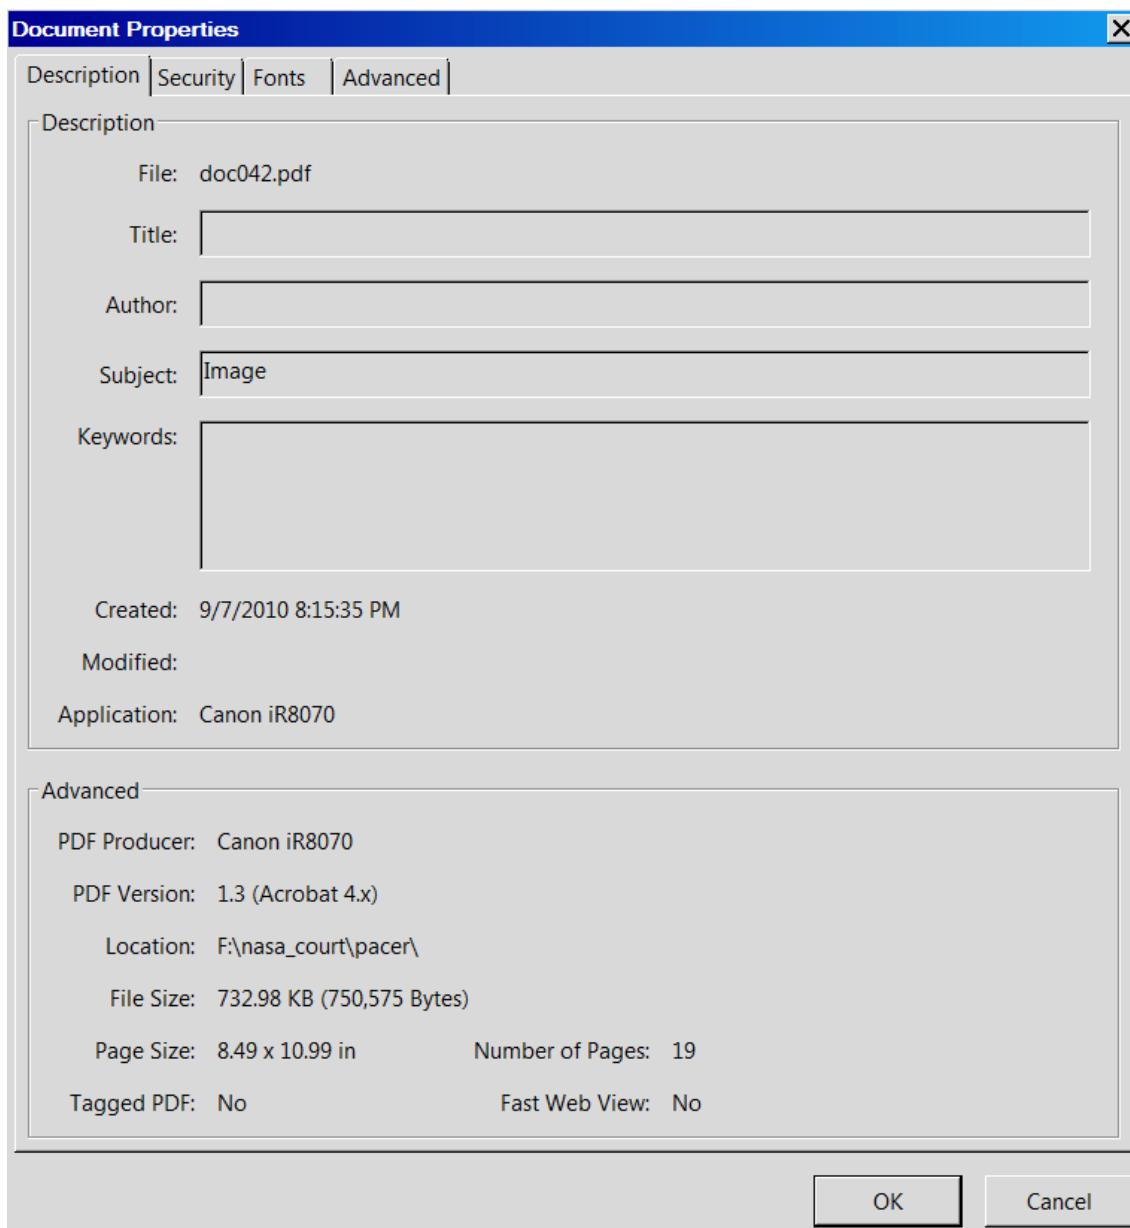 Document Properties
Description Security Fonts Advanced
Description
File: doc042.pdf
Title:
Author:
Subject: Image
Keywords:
Created: 9/7/2010 8:15:35 PM
Modified:
Application: Canon iR8070
Advanced
PDF Producer: Canon iR8070
PDF Version: 1.3 (Acrobat 4.x)
Location: F:\nasa_court\pacer\
File Size: 732.98 KB (750,575 Bytes)
Page Size: 8.49 x 10.99 in Number of Pages: 19
Tagged PDF: No Fast Web View: No
OK Cancel